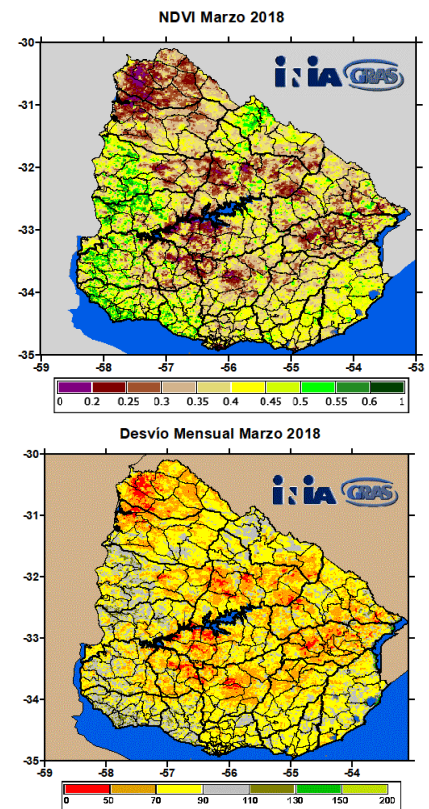 NDVI Marzo 2018
-30
iNiA GRAS
-31
-32
-33
-34
-35
-59 -58 -57 -56 -55 -54 -53
0 0.2 0.25 0.3 0.35 0.4 0.45 0.5 0.55 0.6 1
Desvío Mensual Marzo 2018
-30
iNiA GRAS
-31
-32
-33
-34
-35
-59 -58 -57 -56 -55 -54
0 50 70 90 110 130 150 200